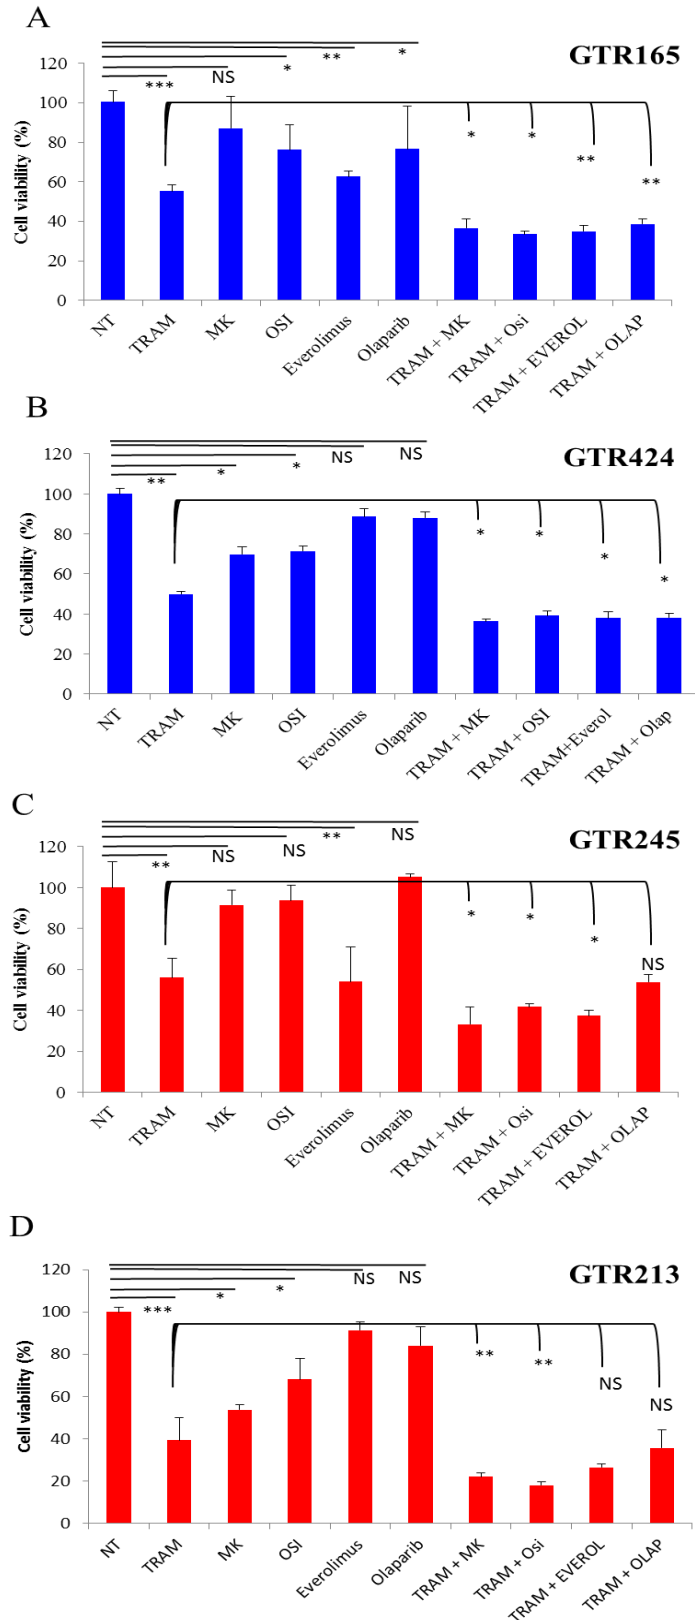 A
GTR165
*** NS * ** *
* * ** **
Cell viability (%)
120
100
80
60
40
20
0
NT TRAM MK OSI Everolimus Olaparib TRAM + MK TRAM + Osi TRAM + EVEROL TRAM + OLAP
B
GTR424
** * * NS NS
* * * *
Cell viability (%)
120
100
80
60
40
20
0
NT TRAM MK OSI Everolimus Olaparib TRAM + MK TRAM + OSI TRAM+Everol TRAM + Olap
C
GTR245
** NS NS ** NS
* * * NS
Cell viability (%)
120
100
80
60
40
20
0
NT TRAM MK OSI Everolimus Olaparib TRAM + MK TRAM + Osi TRAM + EVEROL TRAM + OLAP
D
GTR213
*** * * NS NS
** ** NS NS
Cell viability (%)
120
100
80
60
40
20
0
NT TRAM MK OSI Everolimus Olaparib TRAM + MK TRAM + Osi TRAM + EVEROL TRAM + OLAP